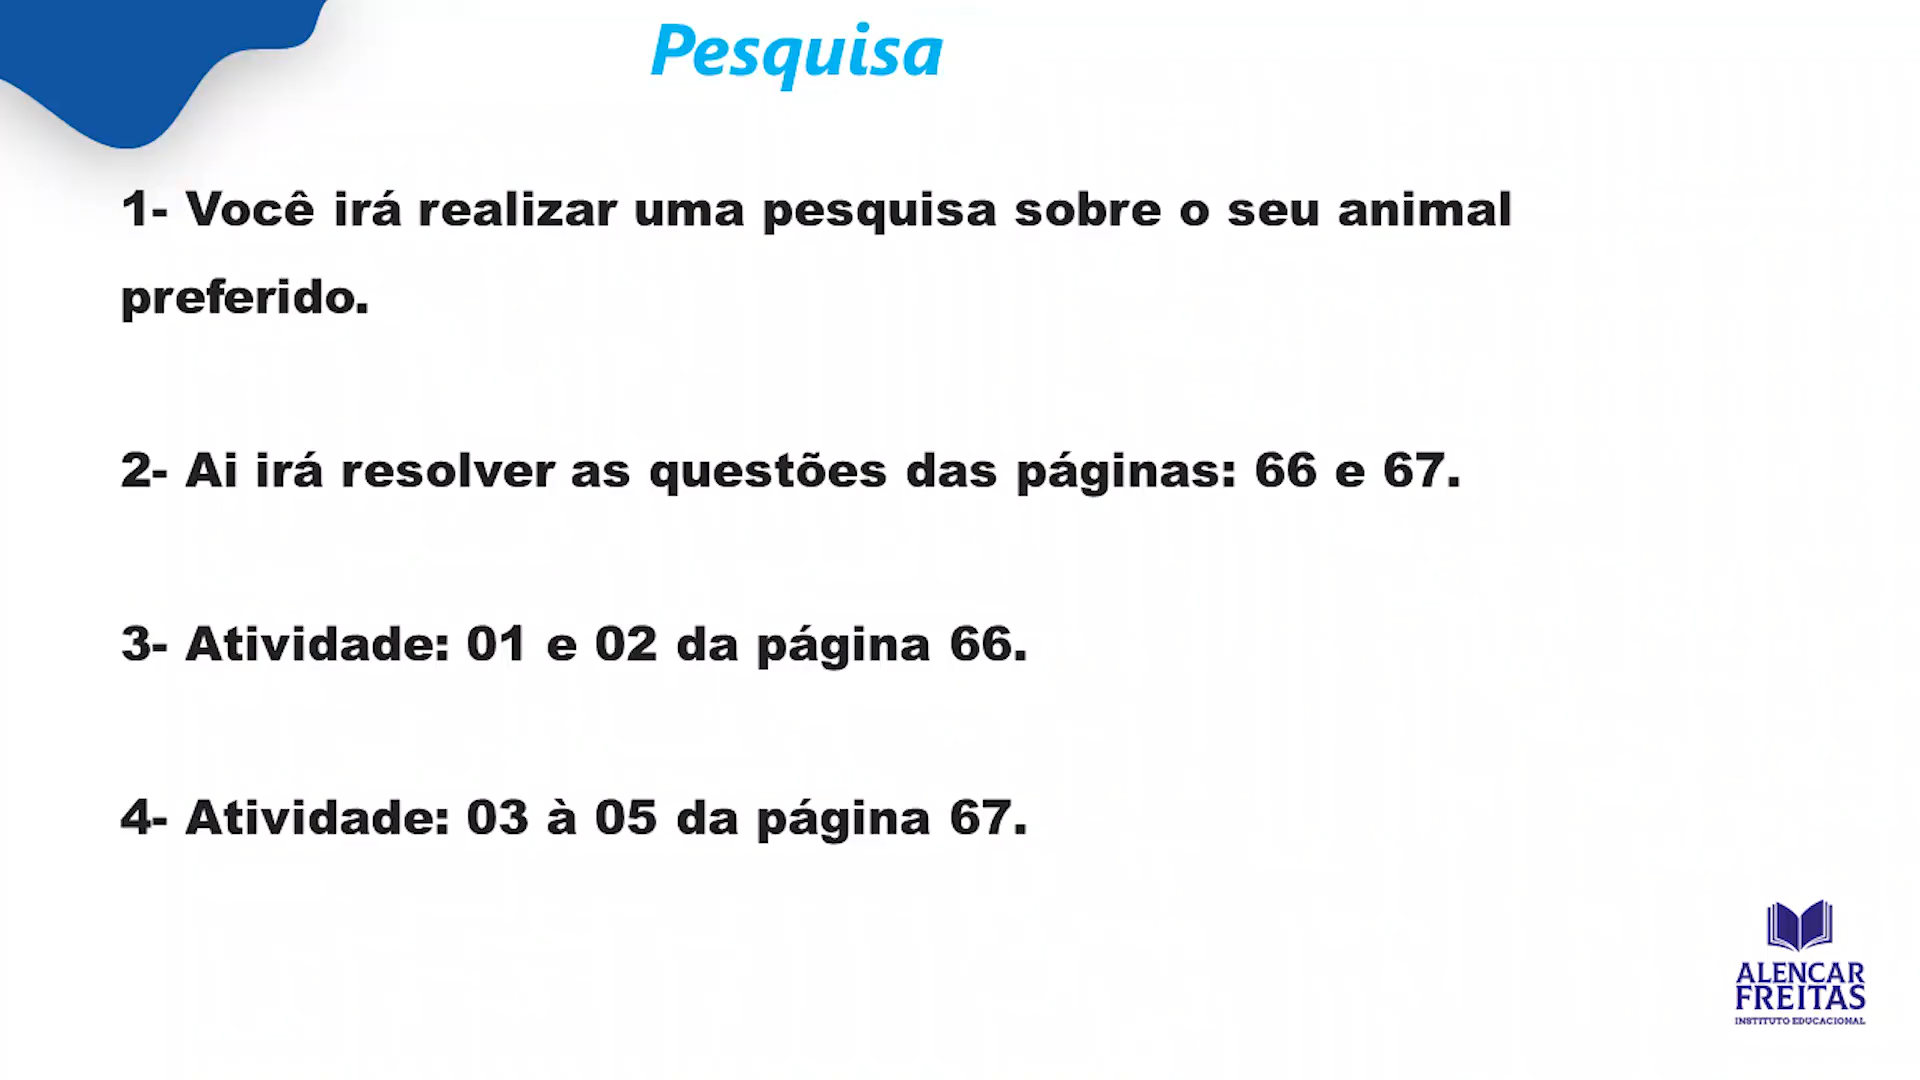 Pesquisa
1- Você irá realizar uma pesquisa sobre o seu animal
preferido.
2- Ai irá resolver as questões das páginas: 66 e 67.
3- Atividade: 01 e 02 da página 66.
4- Atividade: 03 à 05 da página 67.
ALENCAR
FREITAS
INSTITUTO EDUCACIONAL